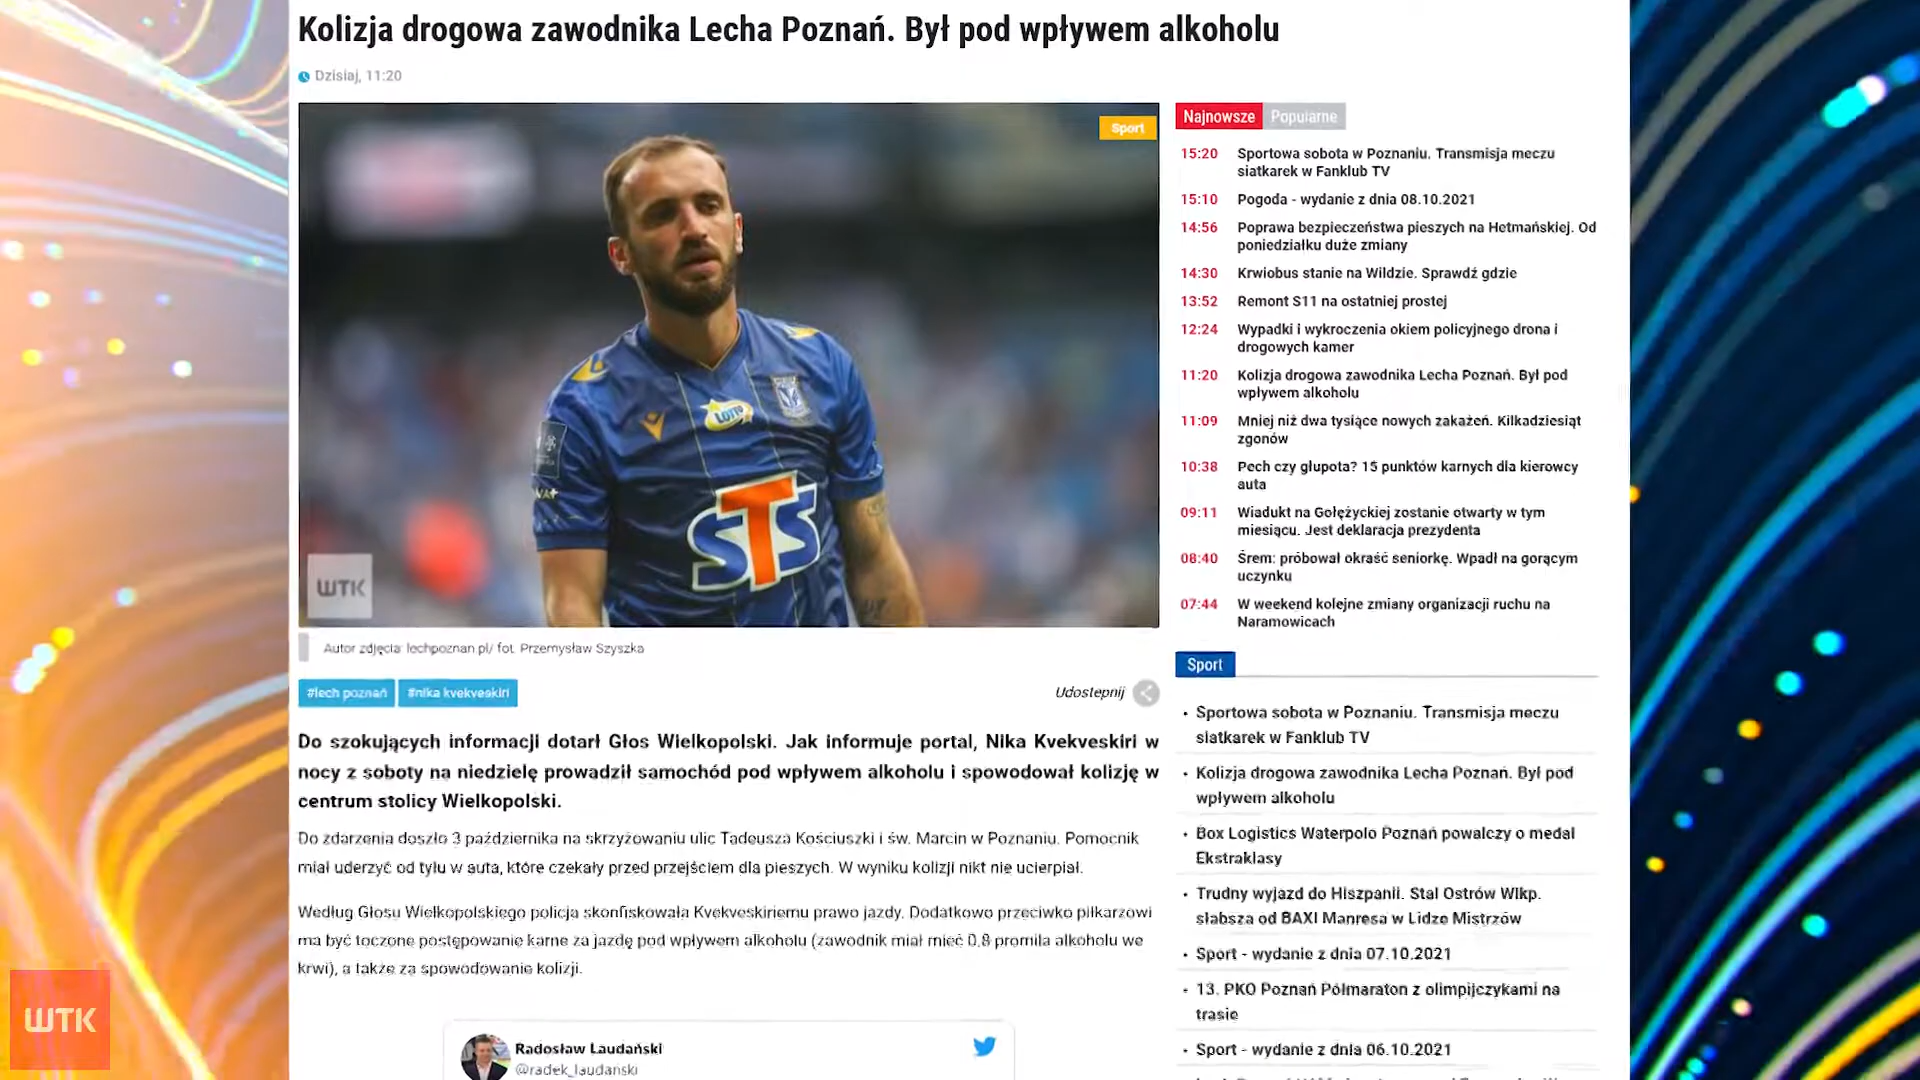 Kolizja drogowa zawodnika Lecha Poznań. Był pod wpływem alkoholu
Dzisiaj, 11:20
Sport
LOTTO
STS
WTK
Autor zdjęcia: lechpoznan.pl/ fot. Przemysław Szyszka
#lech poznań #nika kvekveskiri
Udostępnij
Do szokujących informacji dotarł Głos Wielkopolski. Jak informuje portal, Nika Kvekveskiri w
nocy z soboty na niedzielę prowadził samochód pod wpływem alkoholu i spowodował kolizję w
centrum stolicy Wielkopolski.
Do zdarzenia doszło 3 października na skrzyżowaniu ulic Tadeusza Kościuszki i św. Marcin w Poznaniu. Pomocnik
miał uderzyć od tyłu w auta, które czekały przed przejściem dla pieszych. W wyniku kolizji nikt nie ucierpiał.
Według Głosu Wielkopolskiego policja skonfiskowała Kvekveskiriemu prawo jazdy. Dodatkowo przeciwko piłkarzowi
ma być toczone postępowanie karne za jazdę pod wpływem alkoholu (zawodnik miał mieć 0,8 promila alkoholu we
krwi), a także za spowodowanie kolizji.
Radosław Laudański
@radek_laudanski
Najnowsze Popularne
15:20 Sportowa sobota w Poznaniu. Transmisja meczu
siatkarek w Fanklub TV
15:10 Pogoda - wydanie z dnia 08.10.2021
14:56 Poprawa bezpieczeństwa pieszych na Hetmańskiej. Od
poniedziałku duże zmiany
14:30 Krwiobus stanie na Wildzie. Sprawdź gdzie
13:52 Remont S11 na ostatniej prostej
12:24 Wypadki i wykroczenia okiem policyjnego drona i
drogowych kamer
11:20 Kolizja drogowa zawodnika Lecha Poznań. Był pod
wpływem alkoholu
11:09 Mniej niż dwa tysiące nowych zakażeń. Kilkadziesiąt
zgonów
10:38 Pech czy głupota? 15 punktów karnych dla kierowcy
auta
09:11 Wiadukt na Gołężyckiej zostanie otwarty w tym
miesiącu. Jest deklaracja prezydenta
08:40 Śrem: próbował okraść seniorkę. Wpadł na gorącym
uczynku
07:44 W weekend kolejne zmiany organizacji ruchu na
Naramowicach
Sport
• Sportowa sobota w Poznaniu. Transmisja meczu
siatkarek w Fanklub TV
• Kolizja drogowa zawodnika Lecha Poznań. Był pod
wpływem alkoholu
• Box Logistics Waterpolo Poznań powalczy o medal
Ekstraklasy
• Trudny wyjazd do Hiszpanii. Stal Ostrów Wlkp.
słabsza od BAXI Manresa w Lidze Mistrzów
• Sport - wydanie z dnia 07.10.2021
• 13. PKO Poznań Półmaraton z olimpijczykami na
trasie
• Sport - wydanie z dnia 06.10.2021
WTK